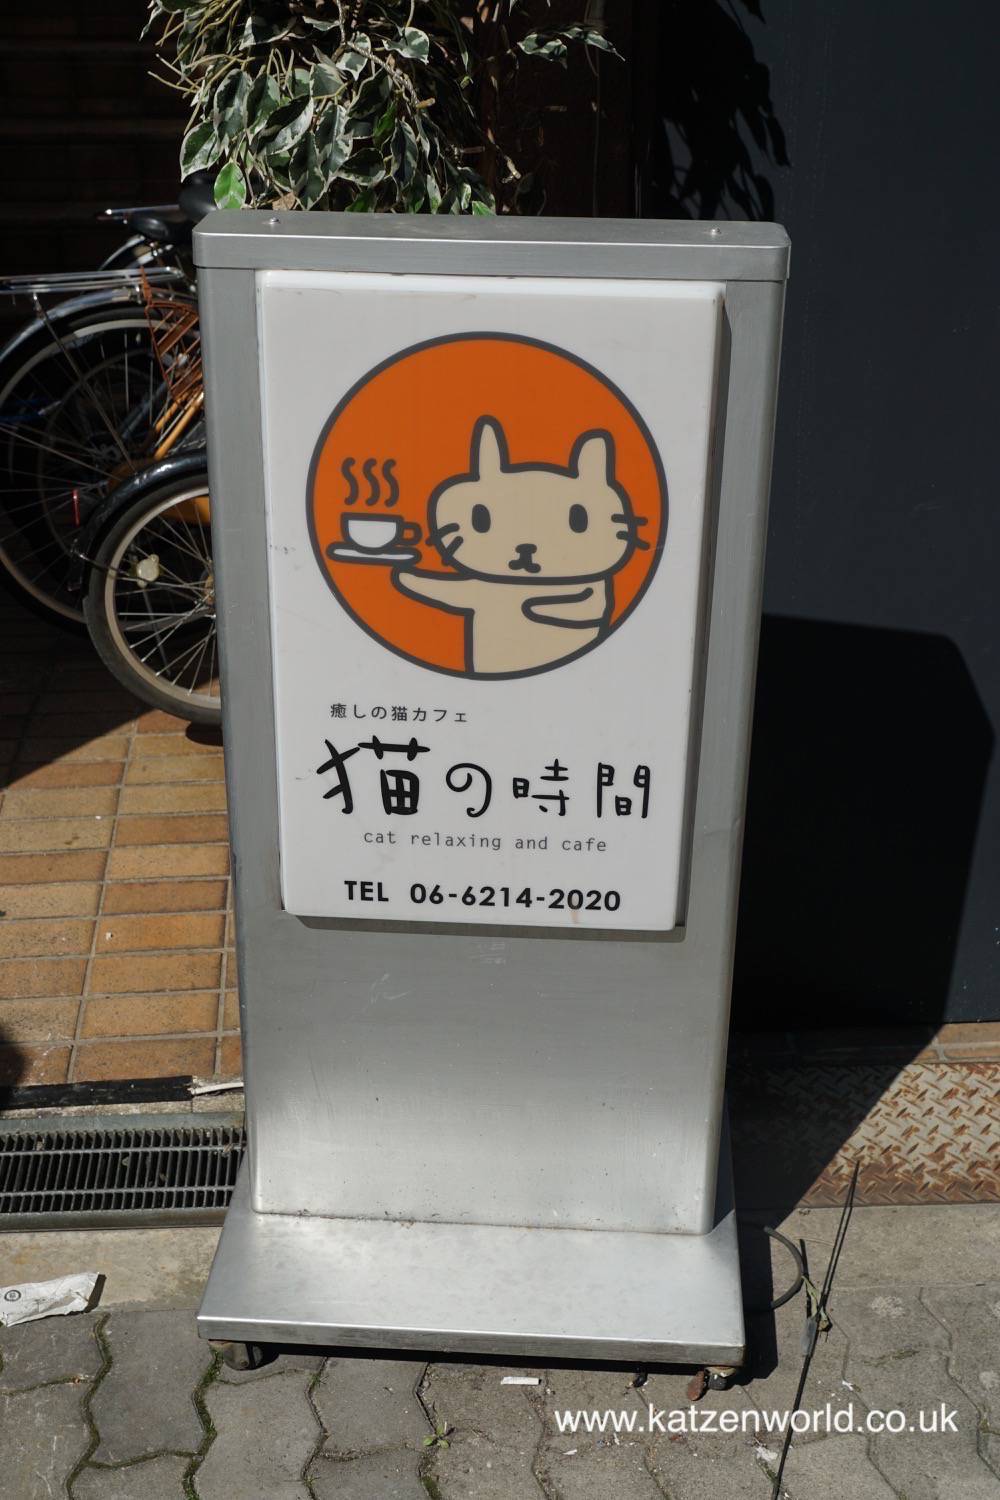 癒しの猫カフェ
猫の時間
cat relaxing and cafe
TEL 06-6214-2020
www.katzenworld.co.uk